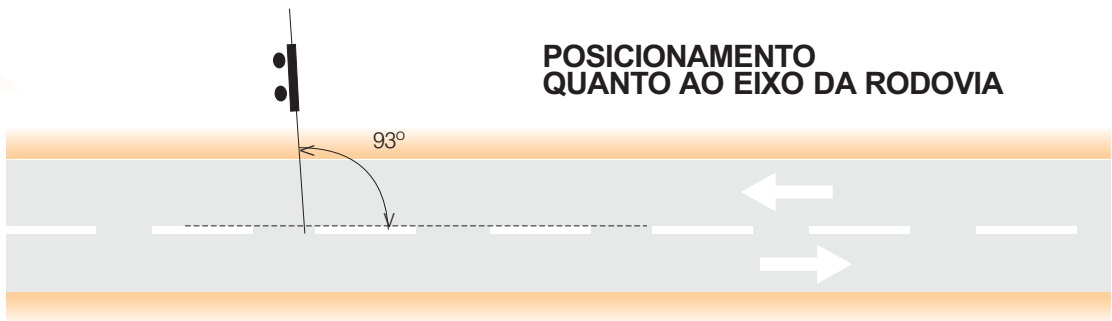 POSICIONAMENTO
QUANTO AO EIXO DA RODOVIA
93º